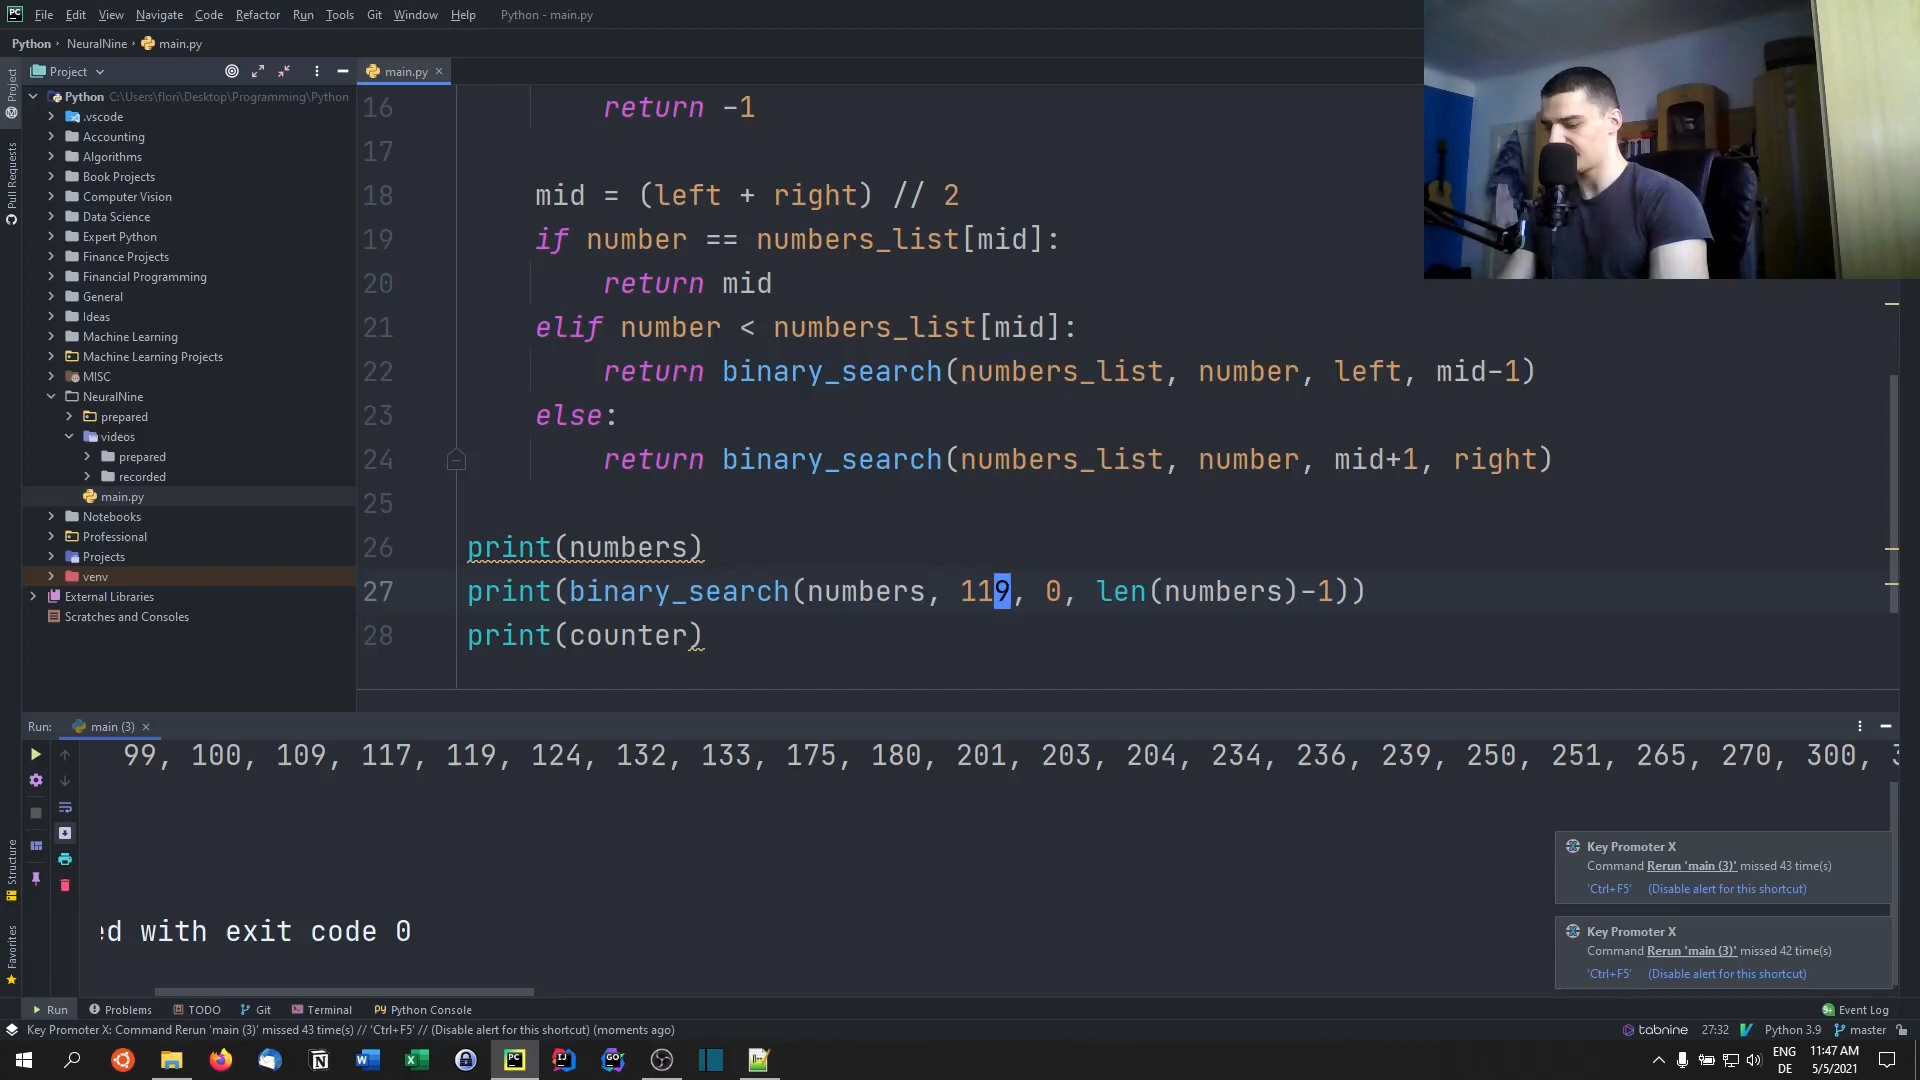 File Edit View Navigate Code Refactor Run Tools Git Window Help Python - main.py
Python NeuralNine main.py
Project
main.py
Project
Pull Requests
Structure
Favorites
Python C:\Users\flori\Desktop\Programming\Python
.vscode
Accounting
Algorithms
Book Projects
Computer Vision
Data Science
Expert Python
Finance Projects
Financial Programming
General
Ideas
Machine Learning
Machine Learning Projects
MISC
NeuralNine
prepared
videos
prepared
recorded
main.py
Notebooks
Professional
Projects
venv
External Libraries
Scratches and Consoles
16 return -1
17
18 mid = (left + right) // 2
19 if number == numbers_list[mid]:
20 return mid
21 elif number < numbers_list[mid]:
22 return binary_search(numbers_list, number, left, mid-1)
23 else:
24 return binary_search(numbers_list, number, mid+1, right)
25
26 print(numbers)
27 print(binary_search(numbers, 119, 0, len(numbers)-1))
28 print(counter)
Run: main (3)
99, 100, 109, 117, 119, 124, 132, 133, 175, 180, 201, 203, 204, 234, 236, 239, 250, 251, 265, 270, 300,
ed with exit code 0
Key Promoter X
Command Rerun 'main (3)' missed 43 time(s)
'Ctrl+F5' (Disable alert for this shortcut)
Key Promoter X
Command Rerun 'main (3)' missed 42 time(s)
'Ctrl+F5' (Disable alert for this shortcut)
Run Problems TODO Git Terminal Python Console Event Log
Key Promoter X: Command Rerun 'main (3)' missed 43 time(s) // 'Ctrl+F5' // (Disable alert for this shortcut) (moments ago) tabnine 27:32 Python 3.9 master
ENG 11:47 AM
DE 5/5/2021